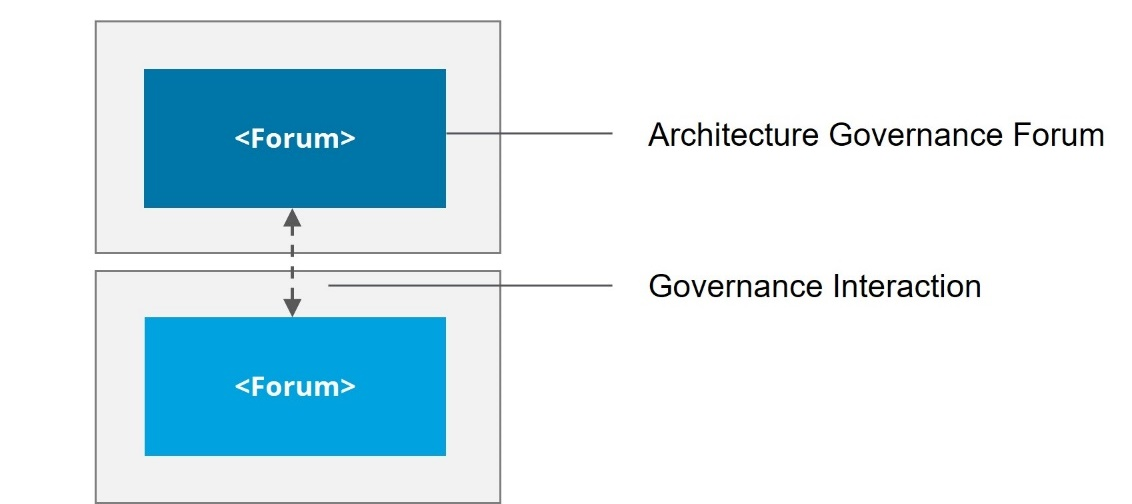 <Forum>
Architecture Governance Forum
Governance Interaction
<Forum>